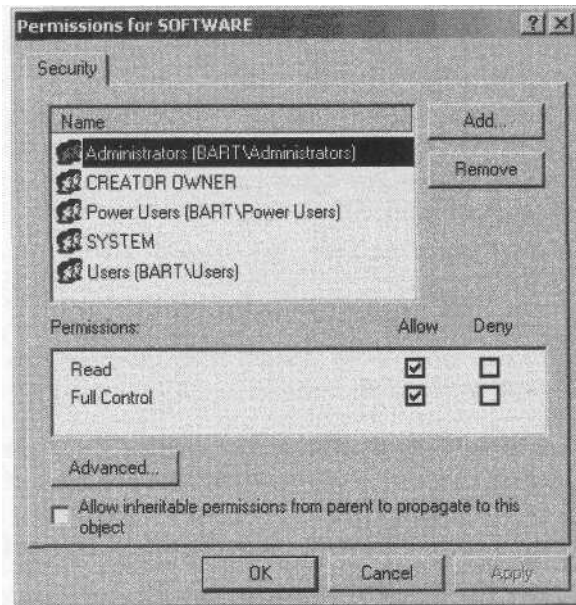 Permissions for SOFTWARE
Security
Name
Add...
Administrators (BART\Administrators)
Remove
CREATOR OWNER
Power Users (BART\Power Users)
SYSTEM
Users (BART\Users)
Permissions: Allow Deny
Read
Full Control
Advanced...
Allow inheritable permissions from parent to propagate to this
object
OK Cancel Apply